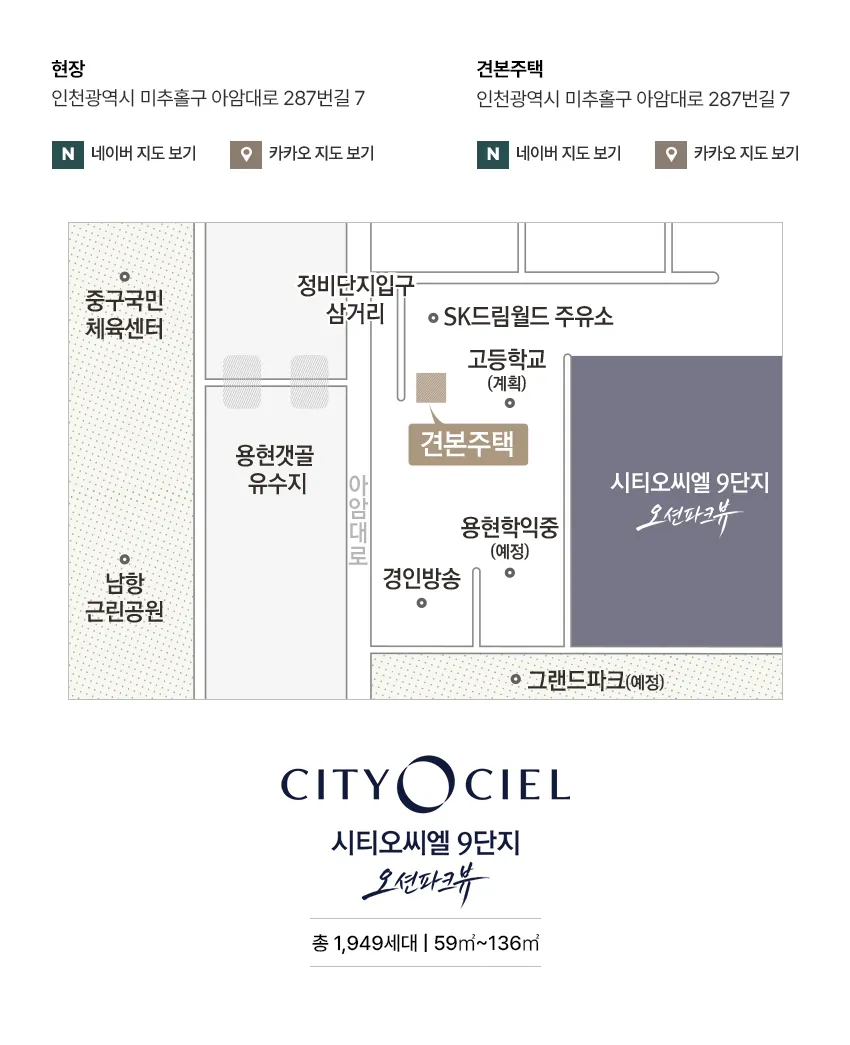 현장
인천광역시 미추홀구 아암대로 287번길 7
N 네이버 지도 보기
카카오 지도 보기
견본주택
인천광역시 미추홀구 아암대로 287번길 7
N 네이버 지도 보기
카카오 지도 보기
중구국민
체육센터
정비단지입구
삼거리
SK드림월드 주유소
고등학교
(계획)
견본주택
용현갯골
유수지
아암대로
시티오씨엘 9단지
오션파크뷰
용현학익중
(예정)
경인방송
남항
근린공원
그랜드파크(예정)
CITY O CIEL
시티오씨엘 9단지
오션파크뷰
총 1,949세대 | 59㎡~136㎡